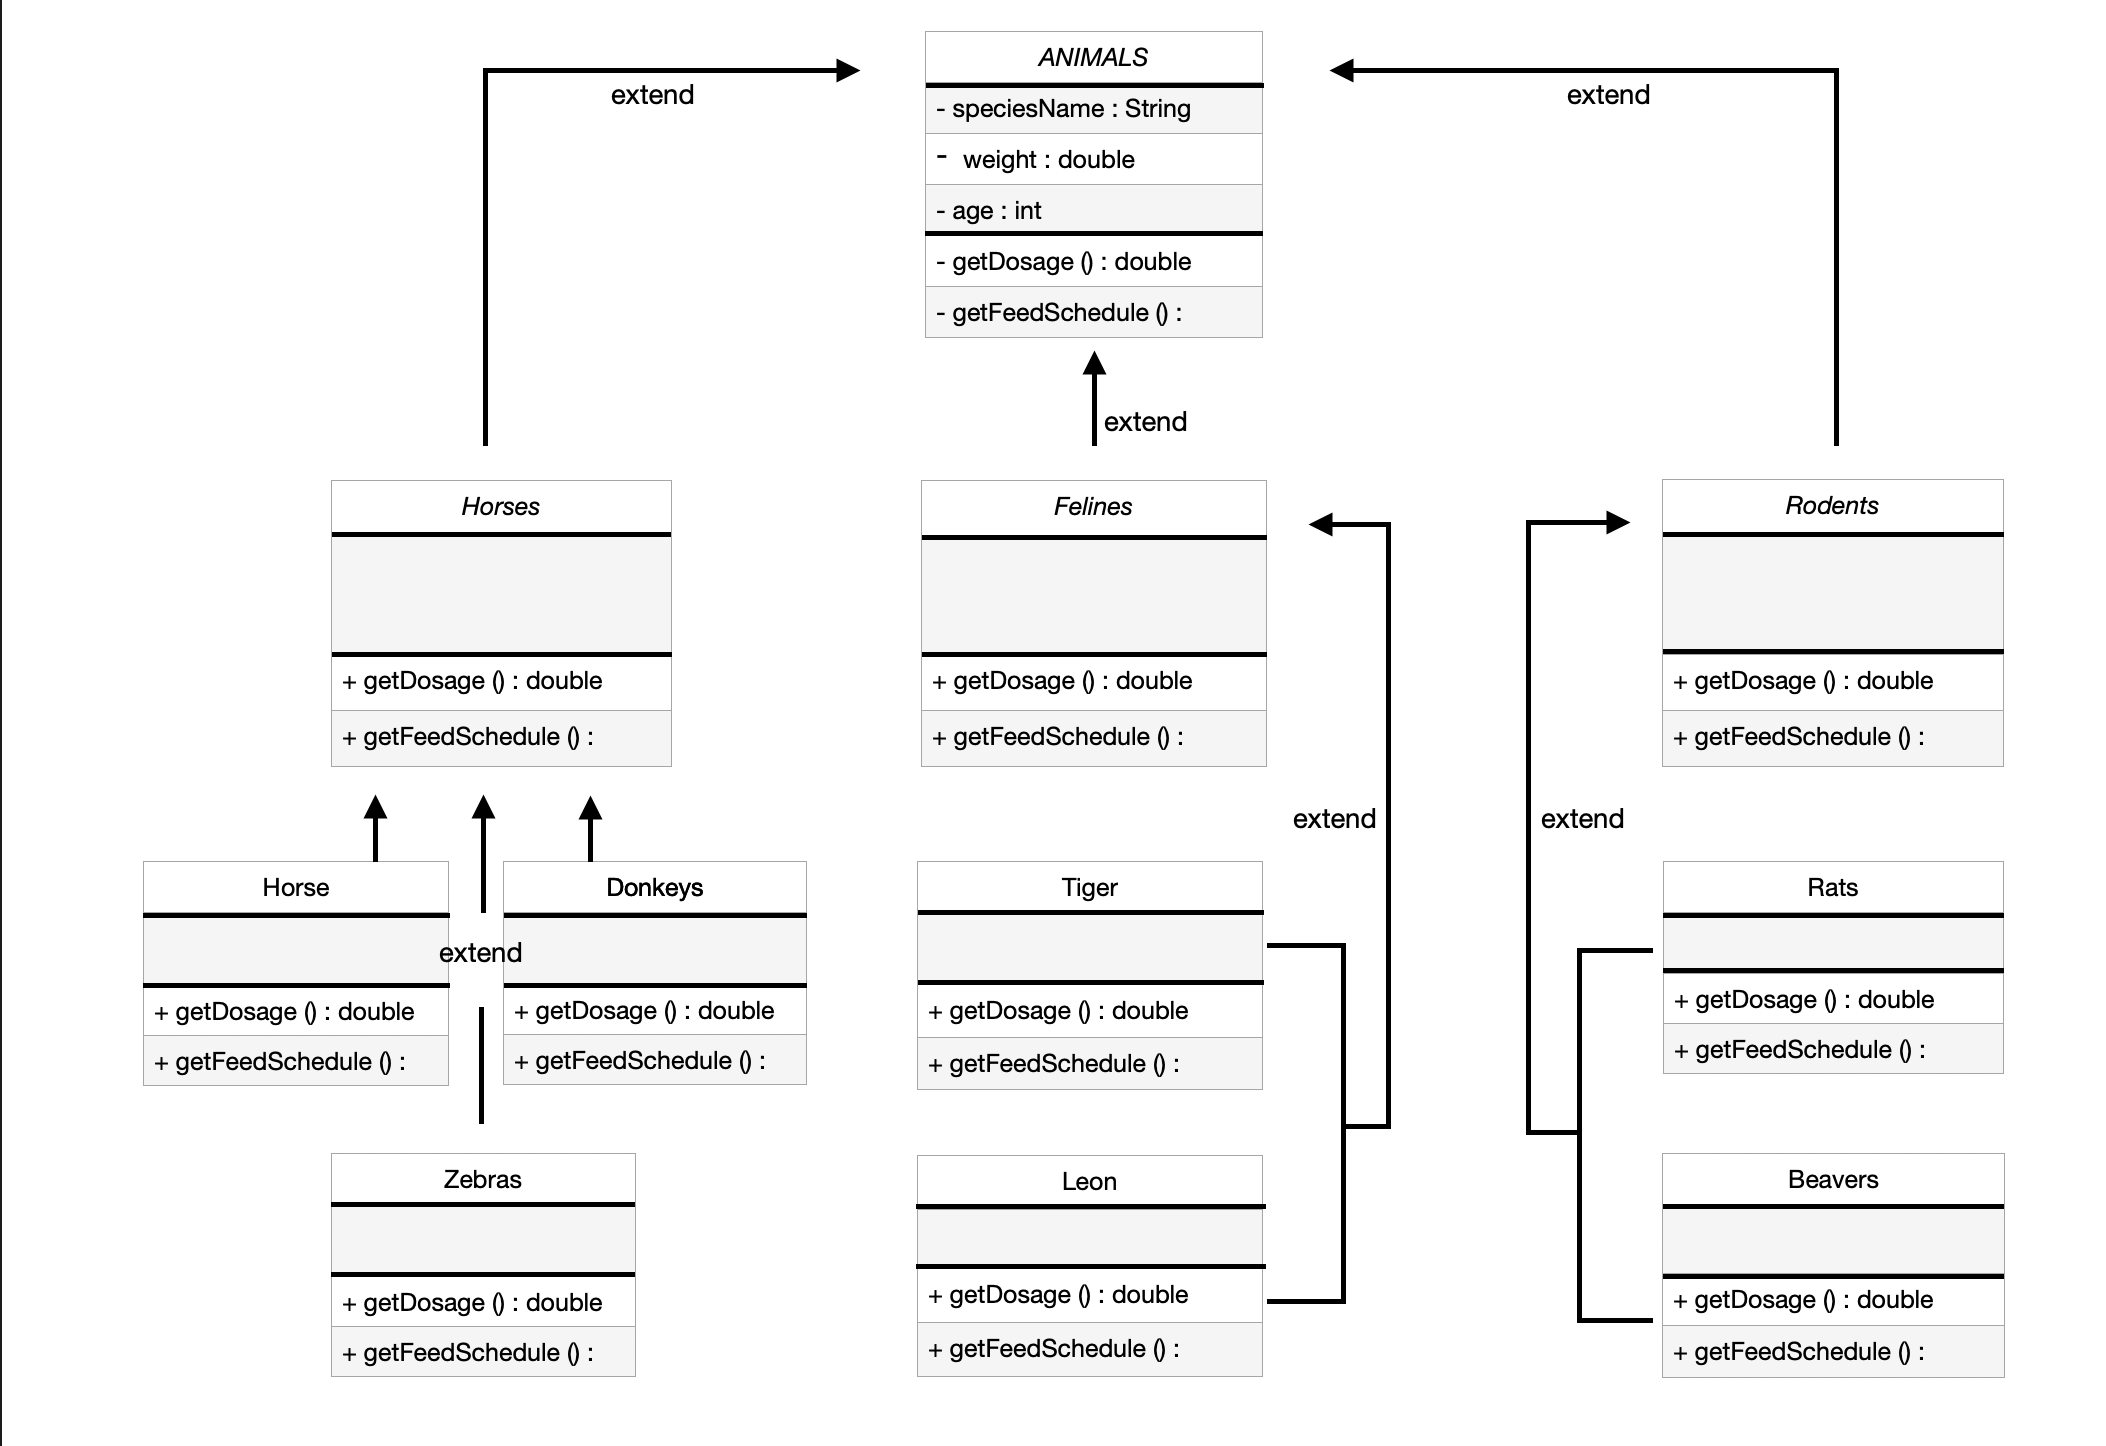 ANIMALS
- speciesName : String
- weight : double
- age : int
- getDosage () : double
- getFeedSchedule () :
extend
extend
extend
Horses
+ getDosage () : double
+ getFeedSchedule () :
Felines
+ getDosage () : double
+ getFeedSchedule () :
Rodents
+ getDosage () : double
+ getFeedSchedule () :
extend
extend
extend
Horse
+ getDosage () : double
+ getFeedSchedule () :
Donkeys
+ getDosage () : double
+ getFeedSchedule () :
Tiger
+ getDosage () : double
+ getFeedSchedule () :
Rats
+ getDosage () : double
+ getFeedSchedule () :
Zebras
+ getDosage () : double
+ getFeedSchedule () :
Leon
+ getDosage () : double
+ getFeedSchedule () :
Beavers
+ getDosage () : double
+ getFeedSchedule () :